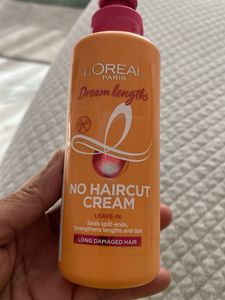 L'ORÉAL
PARIS
Dream lengths
NO HAIRCUT
CREAM
LEAVE-IN
Seals split-ends,
Strengthens lengths and tips
LONG DAMAGED HAIR